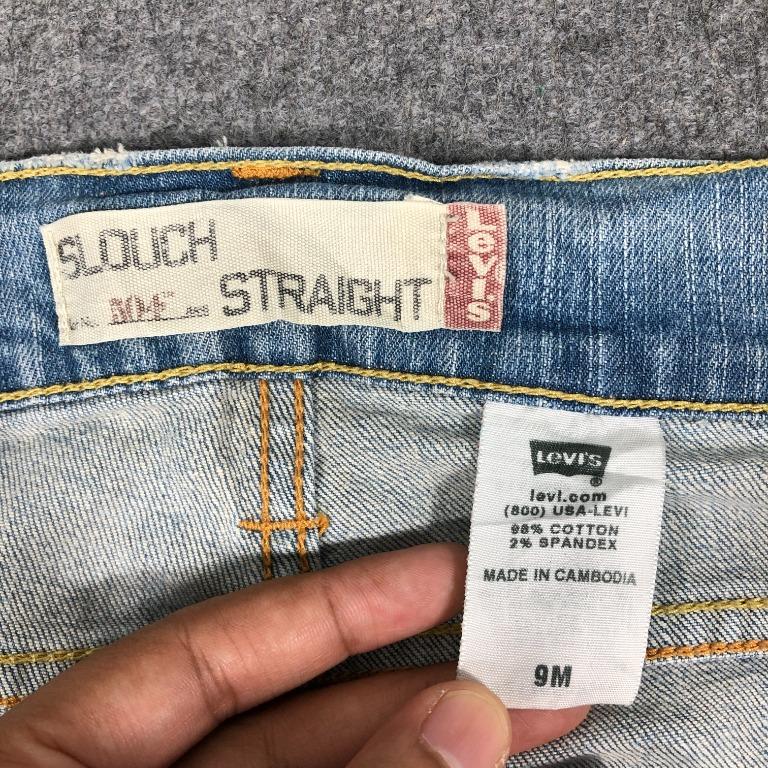 SLOUCH
STRAIGHT
Levi's
Levi's
®
levi.com
(800) USA-LEVI
98% COTTON
2% SPANDEX
MADE IN CAMBODIA
9M